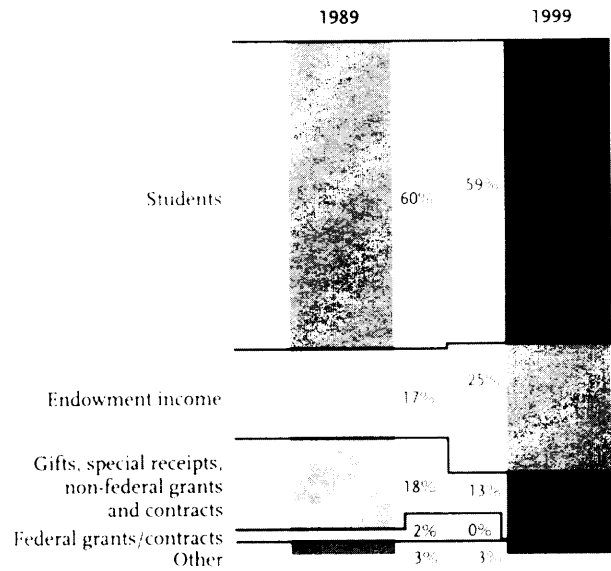 1989 1999
Students 60% 59%
Endowment income 17% 25%
Gifts, special receipts,
non-federal grants 18% 13%
and contracts
Federal grants/contracts 2% 0%
Other 3% 3%